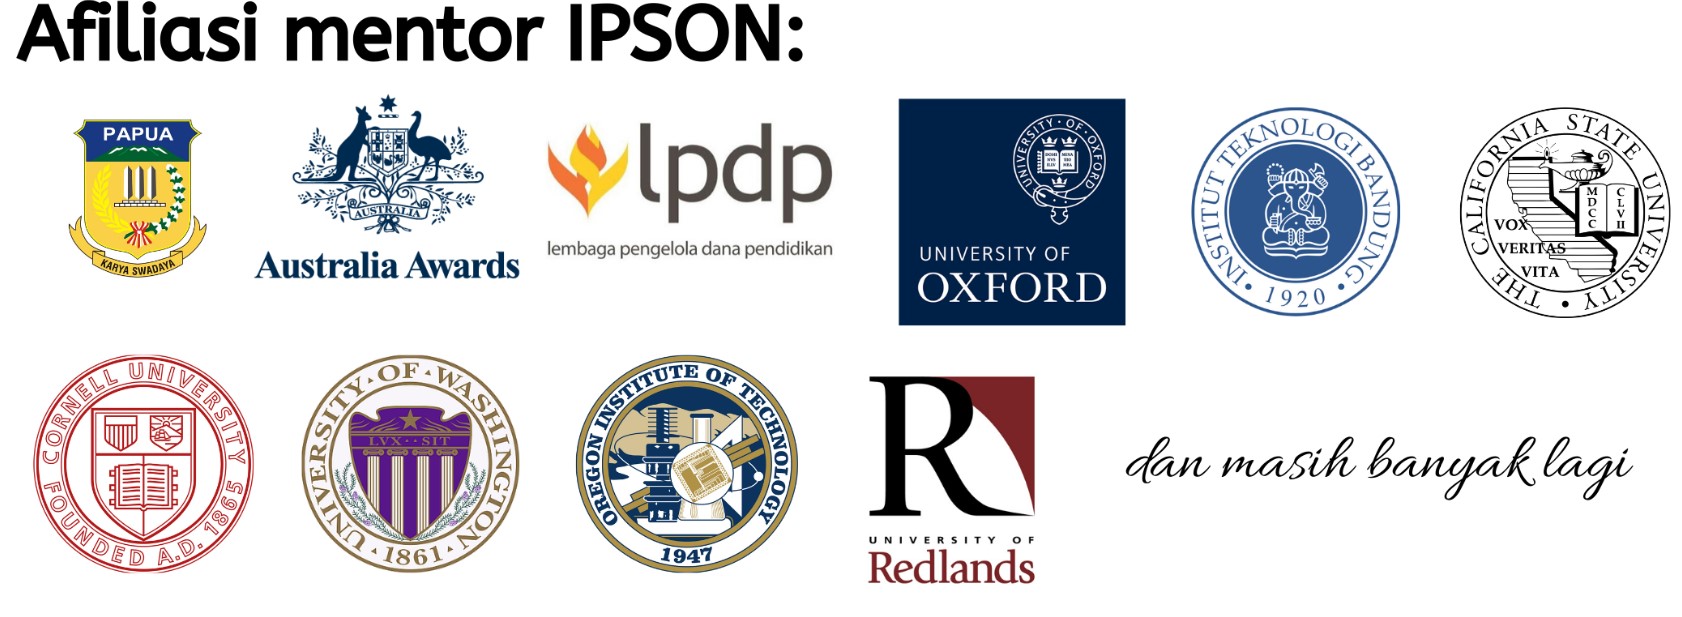 Afiliasi mentor IPSON:
PAPUA
KARYA SWADAYA
AUSTRALIA
Australia Awards
lpdp
lembaga pengelola dana pendidikan
UNIVERSITY · OF · OXFORD
UNIVERSITY OF
OXFORD
INSTITUT TEKNOLOGI BANDUNG
• 1920 •
THE CALIFORNIA STATE UNIVERSITY •
MDCC
CLVII
VOX
VERITAS
VITA
CORNELL UNIVERSITY
FOUNDED A.D. 1865
UNIVERSITY · OF · WASHINGTON
· 1861 ·
LVX · · SIT
OREGON INSTITUTE OF TECHNOLOGY
1947
R
UNIVERSITY OF
Redlands
dan masih banyak lagi